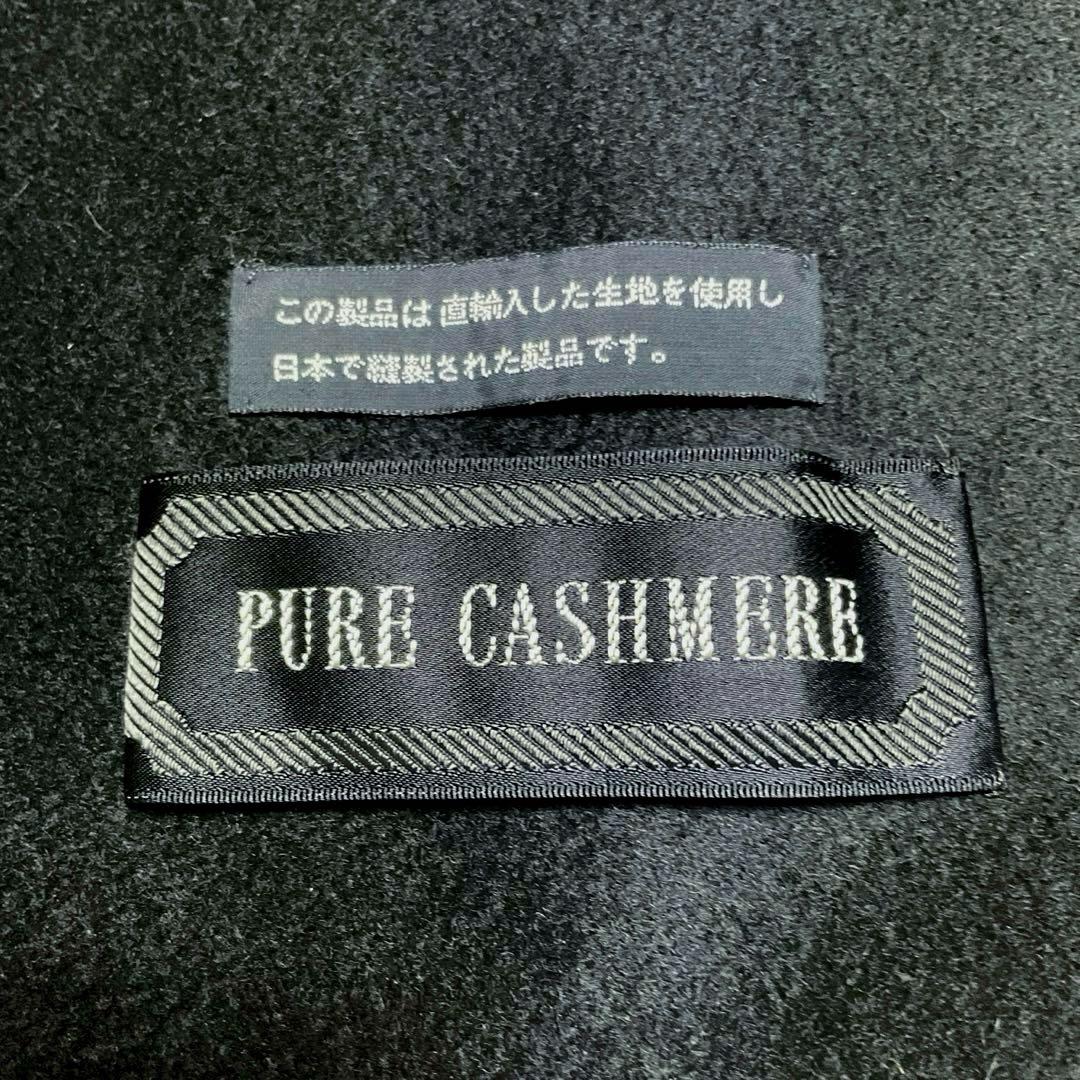 この製品は直輸入した生地を使用し
日本で縫製された製品です。
PURE CASHMERE